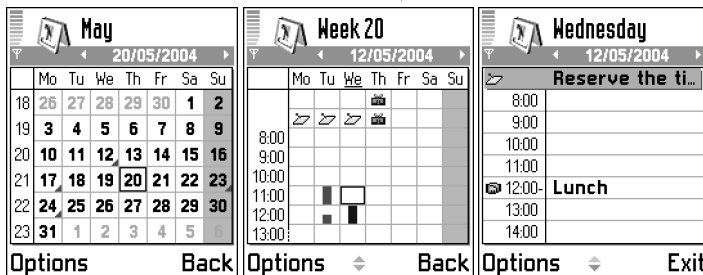 May
20/05/2004
Mo Tu We Th Fr Sa Su
18 26 27 28 29 30 1 2
19 3 4 5 6 7 8 9
20 10 11 12 13 14 15 16
21 17 18 19 20 21 22 23
22 24 25 26 27 28 29 30
23 31 1 2 3 4 5 6
Options Back
Week 20
12/05/2004
Mo Tu We Th Fr Sa Su
8:00
9:00
10:00
11:00
12:00
13:00
Options Back
Wednesday
12/05/2004
Reserve the ti...
8:00
9:00
10:00
11:00
12:00- Lunch
13:00
14:00
Options Exit